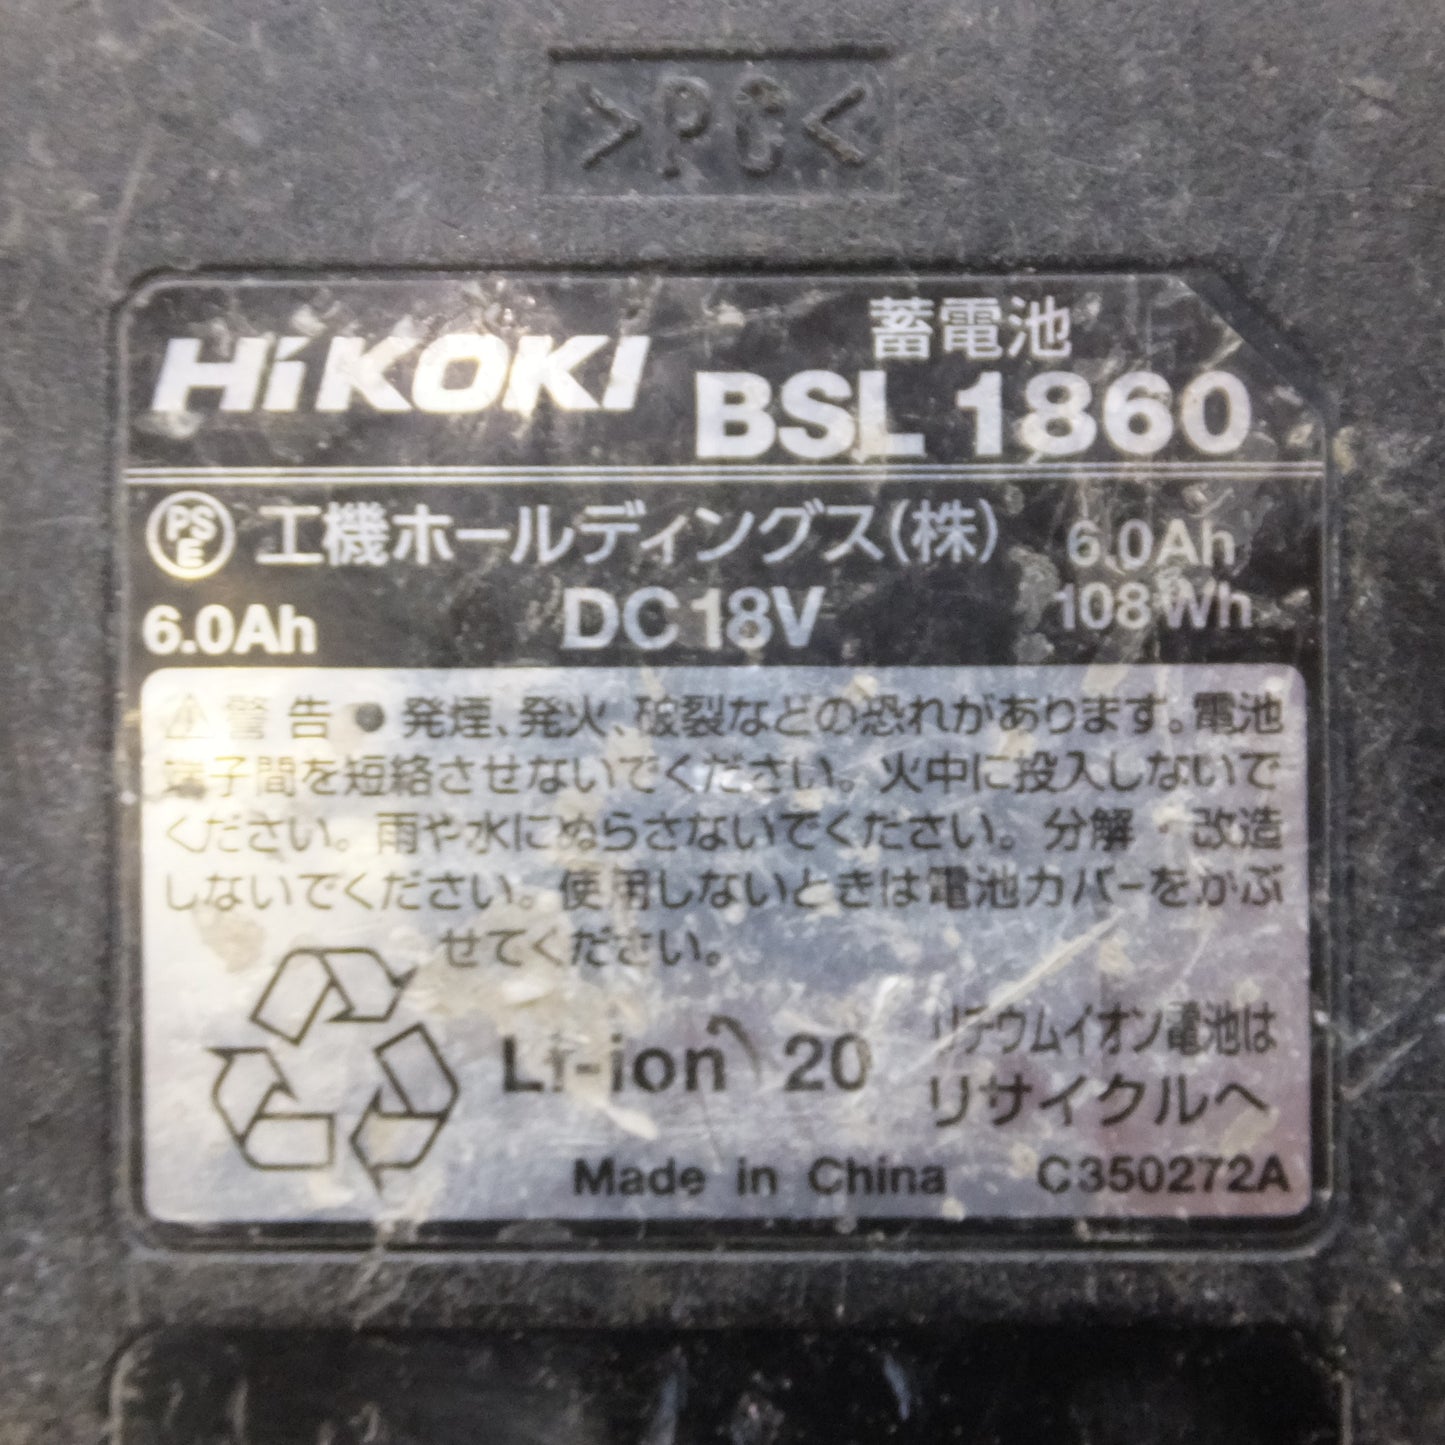 >PC<
HiKOKI
蓄電池
BSL 1860
PSE 工機ホールディングス(株)
6.0Ah
6.0Ah DC18V 108Wh
⚠警告 ●発煙、発火、破裂などの恐れがあります。電池
端子間を短絡させないでください。火中に投入しないで
ください。雨や水にぬらさないでください。分解・改造
しないでください。使用しないときは電池カバーをかぶ
せてください。
Li-ion 20
リチウムイオン電池は
リサイクルへ
Made in China C350272A